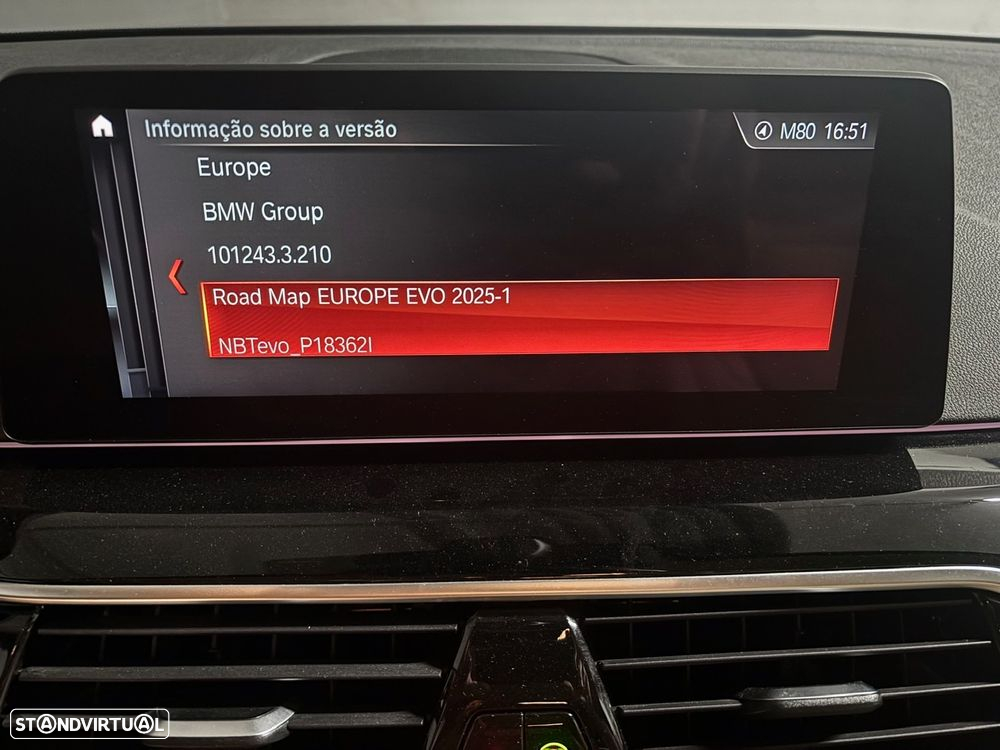 Informação sobre a versão
M80 16:51
Europe
BMW Group
101243.3.210
Road Map EUROPE EVO 2025-1
NBTevo_P18362I
STANDVIRTUAL